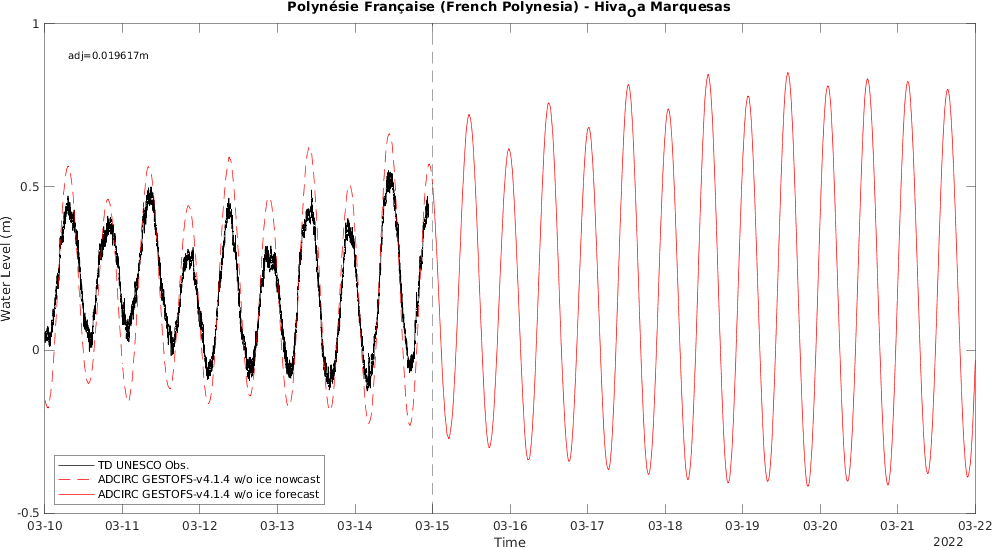 Polynésie Française (French Polynesia) - Hiva_Oa Marquesas
1
adj=0.019617m
0.5
Water Level (m)
0
TD UNESCO Obs.
ADCIRC GESTOFS-v4.1.4 w/o ice nowcast
ADCIRC GESTOFS-v4.1.4 w/o ice forecast
-0.5
03-10 03-11 03-12 03-13 03-14 03-15 03-16 03-17 03-18 03-19 03-20 03-21 03-22
Time
2022